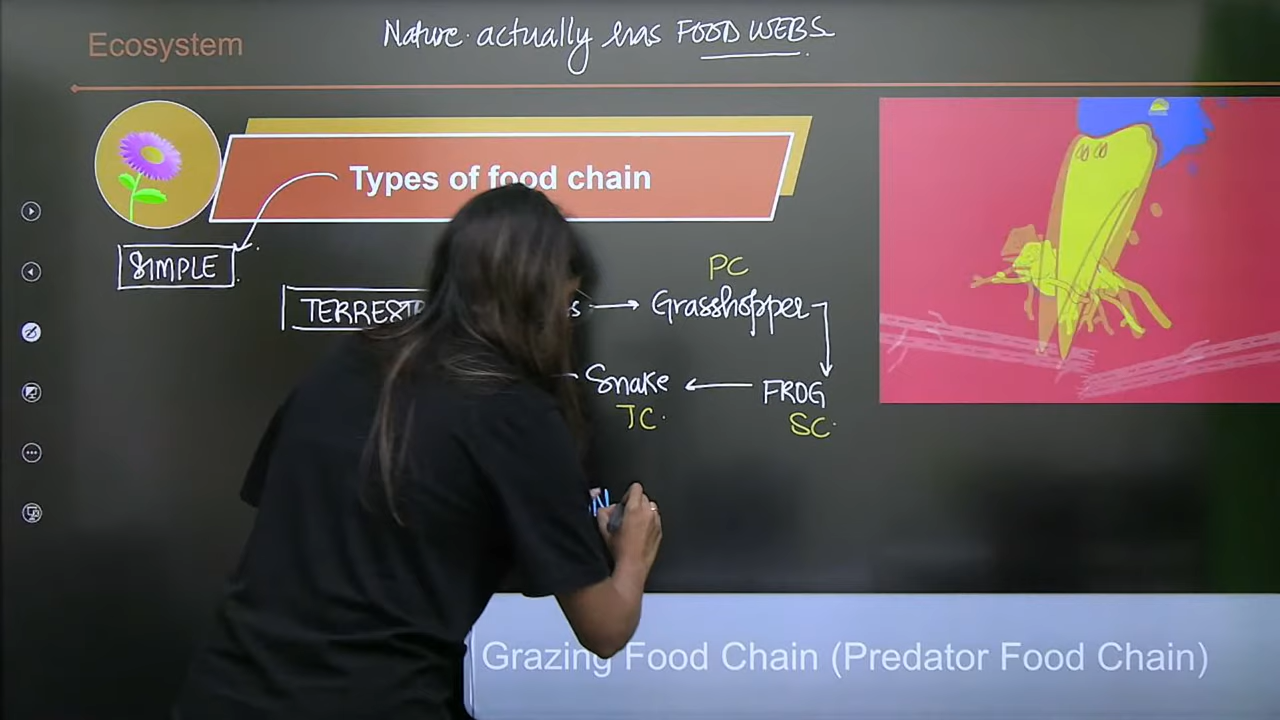 Nature actually has FOOD WEBS
Ecosystem
Types of food chain
SIMPLE
PC
Grasshopper
Snake
FROG
TC
SC
Grazing Food Chain (Predator Food Chain)